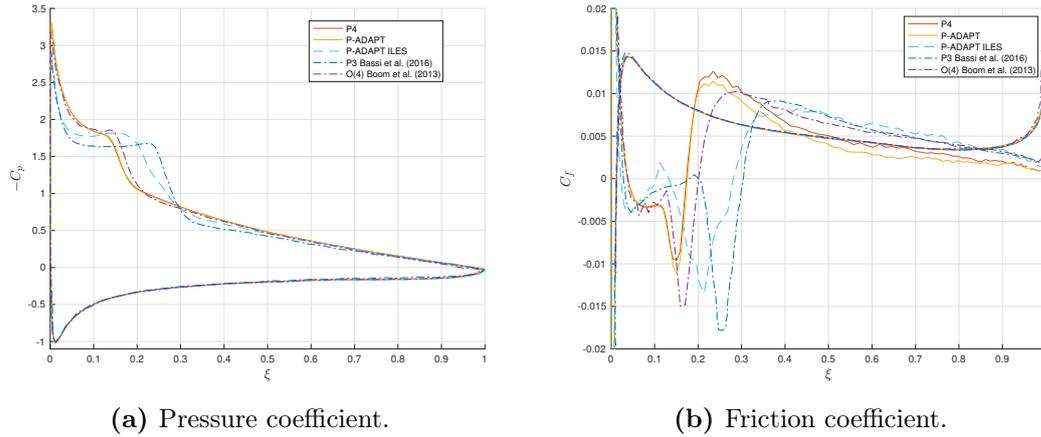 3.5
3
2.5
2
1.5
1
0.5
0
-0.5
-1
−Cp
0 0.1 0.2 0.3 0.4 0.5 0.6 0.7 0.8 0.9 1
ξ
P4
P-ADAPT
P-ADAPT ILES
P3 Bassi et al. (2016)
O(4) Boom et al. (2013)
(a) Pressure coefficient.
0.02
0.015
0.01
0.005
0
-0.005
-0.01
-0.015
-0.02
Cf
0 0.1 0.2 0.3 0.4 0.5 0.6 0.7 0.8 0.9
ξ
P4
P-ADAPT
P-ADAPT ILES
P3 Bassi et al. (2016)
O(4) Boom et al. (2013)
(b) Friction coefficient.